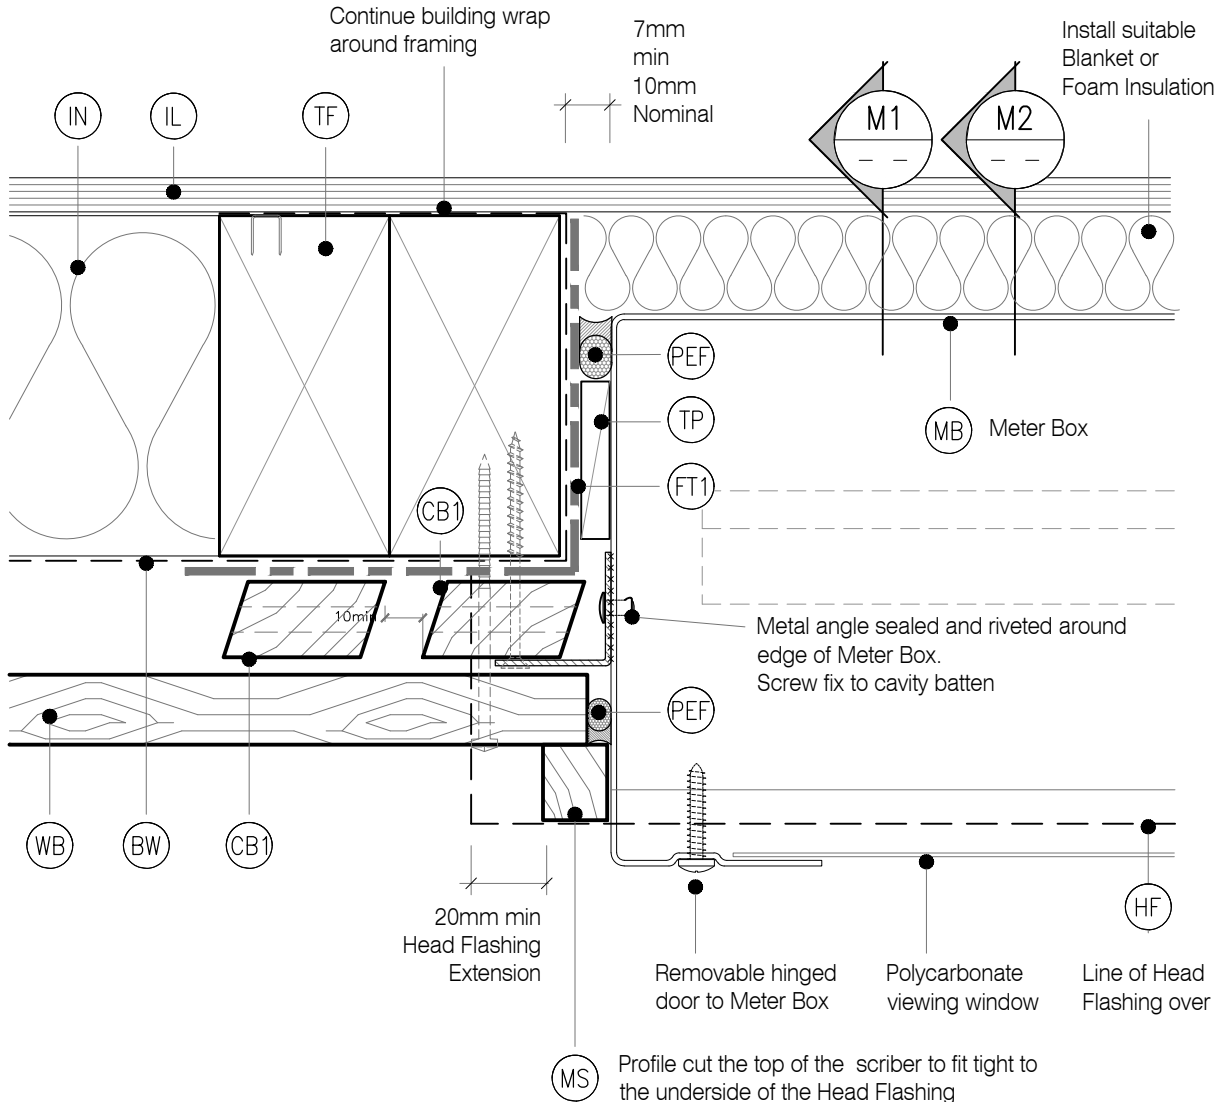 Continue building wrap
around framing
7mm
min
10mm
Nominal
Install suitable
Blanket or
Foam Insulation
IN
IL
TF
M1
M2
PEF
TP
MB
Meter Box
FT1
CB1
10min
Metal angle sealed and riveted around
edge of Meter Box.
Screw fix to cavity batten
PEF
WB
BW
CB1
HF
20mm min
Head Flashing
Extension
Removable hinged
door to Meter Box
Polycarbonate
viewing window
Line of Head
Flashing over
MS
Profile cut the top of the scriber to fit tight to
the underside of the Head Flashing